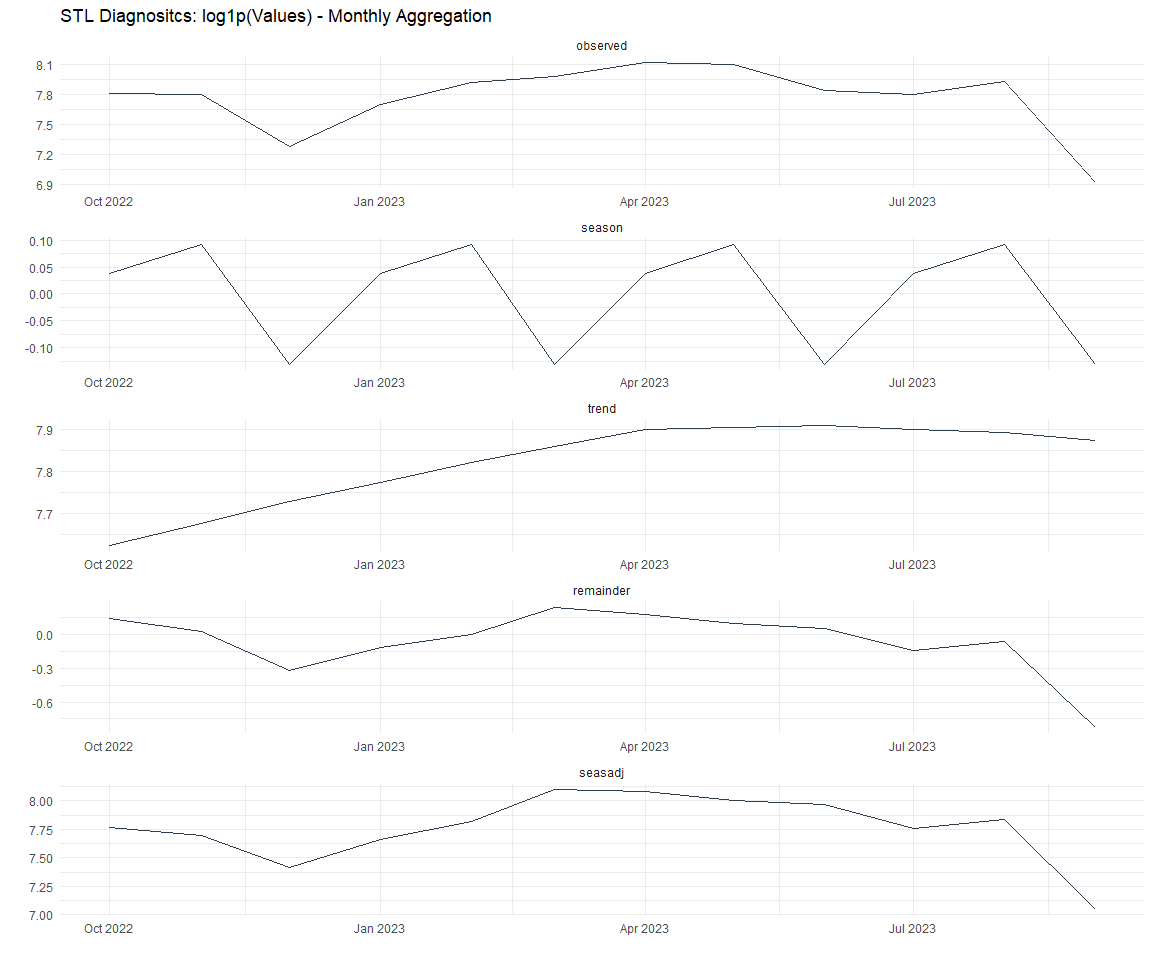 STL Diagnositcs: log1p(Values) - Monthly Aggregation
observed
8.1
7.8
7.5
7.2
6.9
Oct 2022 Jan 2023 Apr 2023 Jul 2023
season
0.10
0.05
0.00
-0.05
-0.10
Oct 2022 Jan 2023 Apr 2023 Jul 2023
trend
7.9
7.8
7.7
Oct 2022 Jan 2023 Apr 2023 Jul 2023
remainder
0.0
-0.3
-0.6
Oct 2022 Jan 2023 Apr 2023 Jul 2023
seasadj
8.00
7.75
7.50
7.25
7.00
Oct 2022 Jan 2023 Apr 2023 Jul 2023